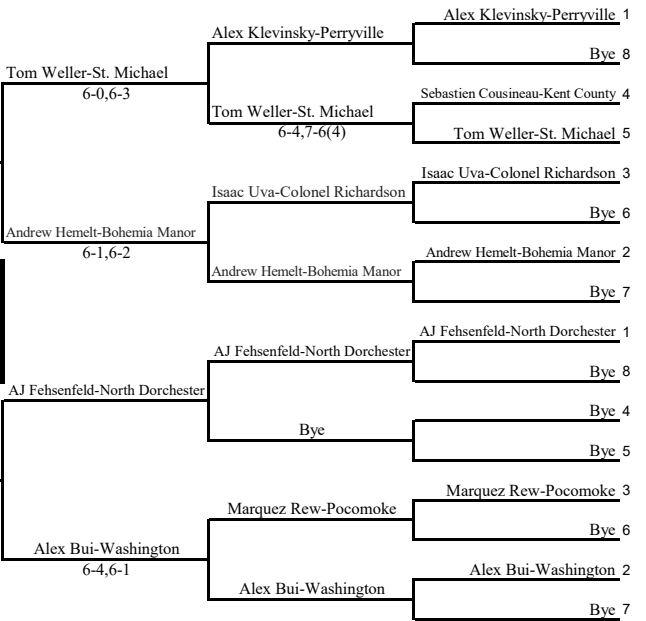 Alex Klevinsky-Perryville 1
Alex Klevinsky-Perryville
Bye 8
Tom Weller-St. Michael
6-0,6-3
Sebastien Cousineau-Kent County 4
Tom Weller-St. Michael
6-4,7-6(4)
Tom Weller-St. Michael 5
Isaac Uva-Colonel Richardson 3
Isaac Uva-Colonel Richardson
Bye 6
Andrew Hemelt-Bohemia Manor
6-1,6-2
Andrew Hemelt-Bohemia Manor 2
Andrew Hemelt-Bohemia Manor
Bye 7
AJ Fehsenfeld-North Dorchester 1
AJ Fehsenfeld-North Dorchester
Bye 8
AJ Fehsenfeld-North Dorchester
Bye 4
Bye
Bye 5
Marquez Rew-Pocomoke 3
Marquez Rew-Pocomoke
Bye 6
Alex Bui-Washington
6-4,6-1
Alex Bui-Washington 2
Alex Bui-Washington
Bye 7